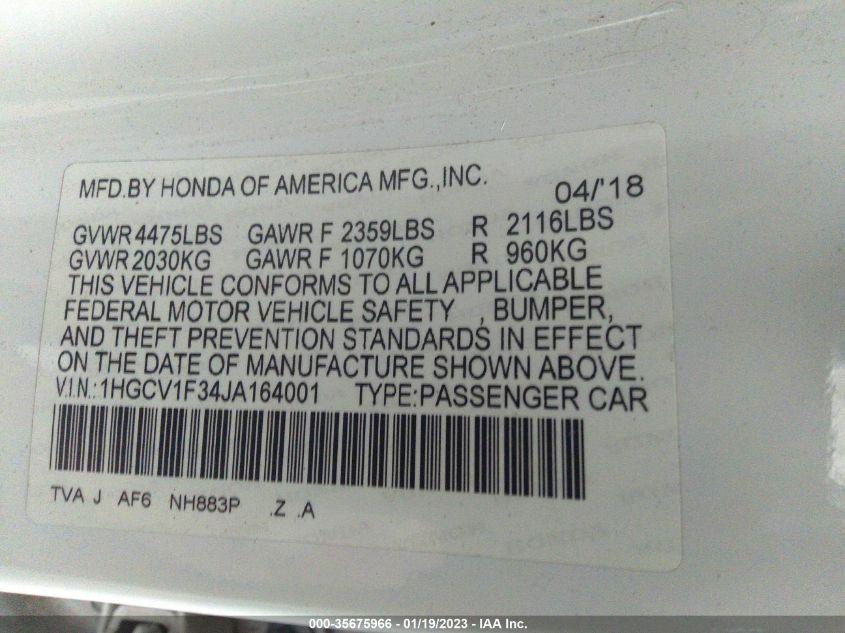 MFD.BY HONDA OF AMERICA MFG.,INC. 04/'18
GVWR 4475LBS GAWR F 2359LBS R 2116LBS
GVWR 2030KG GAWR F 1070KG R 960KG
THIS VEHICLE CONFORMS TO ALL APPLICABLE
FEDERAL MOTOR VEHICLE SAFETY , BUMPER,
AND THEFT PREVENTION STANDARDS IN EFFECT
ON THE DATE OF MANUFACTURE SHOWN ABOVE.
V.I.N.:1HGCV1F34JA164001 TYPE:PASSENGER CAR
TVA J AF6 NH883P .Z .A
000-35675966 - 01/19/2023 - IAA Inc.